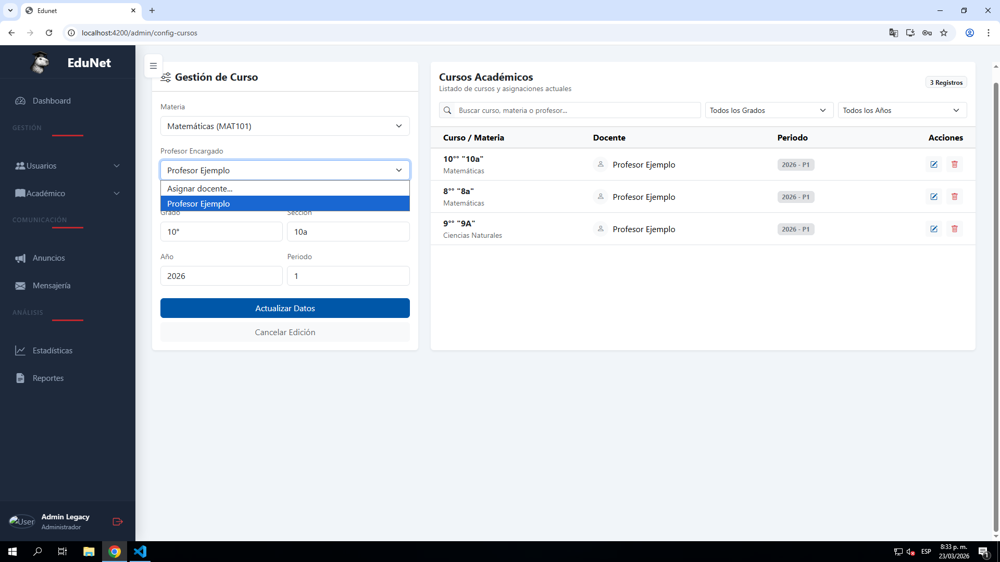 Edunet
localhost:4200/admin/config-cursos
EduNet
Dashboard
GESTIÓN
Usuarios
Académico
COMUNICACIÓN
Anuncios
Mensajería
ANÁLISIS
Estadísticas
Reportes
User
Admin Legacy
Administrador
Gestión de Curso
Materia
Matemáticas (MAT101)
Profesor Encargado
Profesor Ejemplo
Asignar docente...
Profesor Ejemplo
Grado
Sección
10°
10a
Año
Periodo
2026
1
Actualizar Datos
Cancelar Edición
Cursos Académicos
Listado de cursos y asignaciones actuales
3 Registros
Buscar curso, materia o profesor...
Todos los Grados
Todos los Años
Curso / Materia
Docente
Periodo
Acciones
10°° "10a"
Matemáticas
Profesor Ejemplo
2026 - P1
8°° "8a"
Matemáticas
Profesor Ejemplo
2026 - P1
9°° "9A"
Ciencias Naturales
Profesor Ejemplo
2026 - P1
ESP
8:33 p. m.
23/03/2026
1